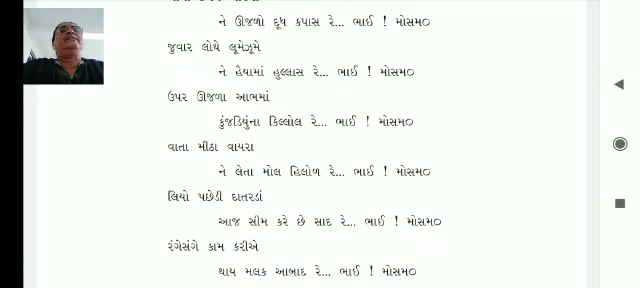 ને ઊજળો દૂધ કપાસ રે... ભાઈ ! મોસમ૦
જુવાર લોથે લૂમેઝૂમે
ને હૈયામાં હુલ્લાસ રે... ભાઈ ! મોસમ૦
ઉપર ઊજળા આભમાં
કુંજડિયુંના કિલ્લોલ રે... ભાઈ ! મોસમ૦
વાતા મીઠા વાયરા
ને લેતા મોલ હિલોળ રે... ભાઈ ! મોસમ૦
લિયો પછેડી દાતરડાં
આજ સીમ કરે છે સાદ રે... ભાઈ ! મોસમ૦
રંગેસંગે કામ કરીએ
થાય મલક આબાદ રે... ભાઈ ! મોસમ૦